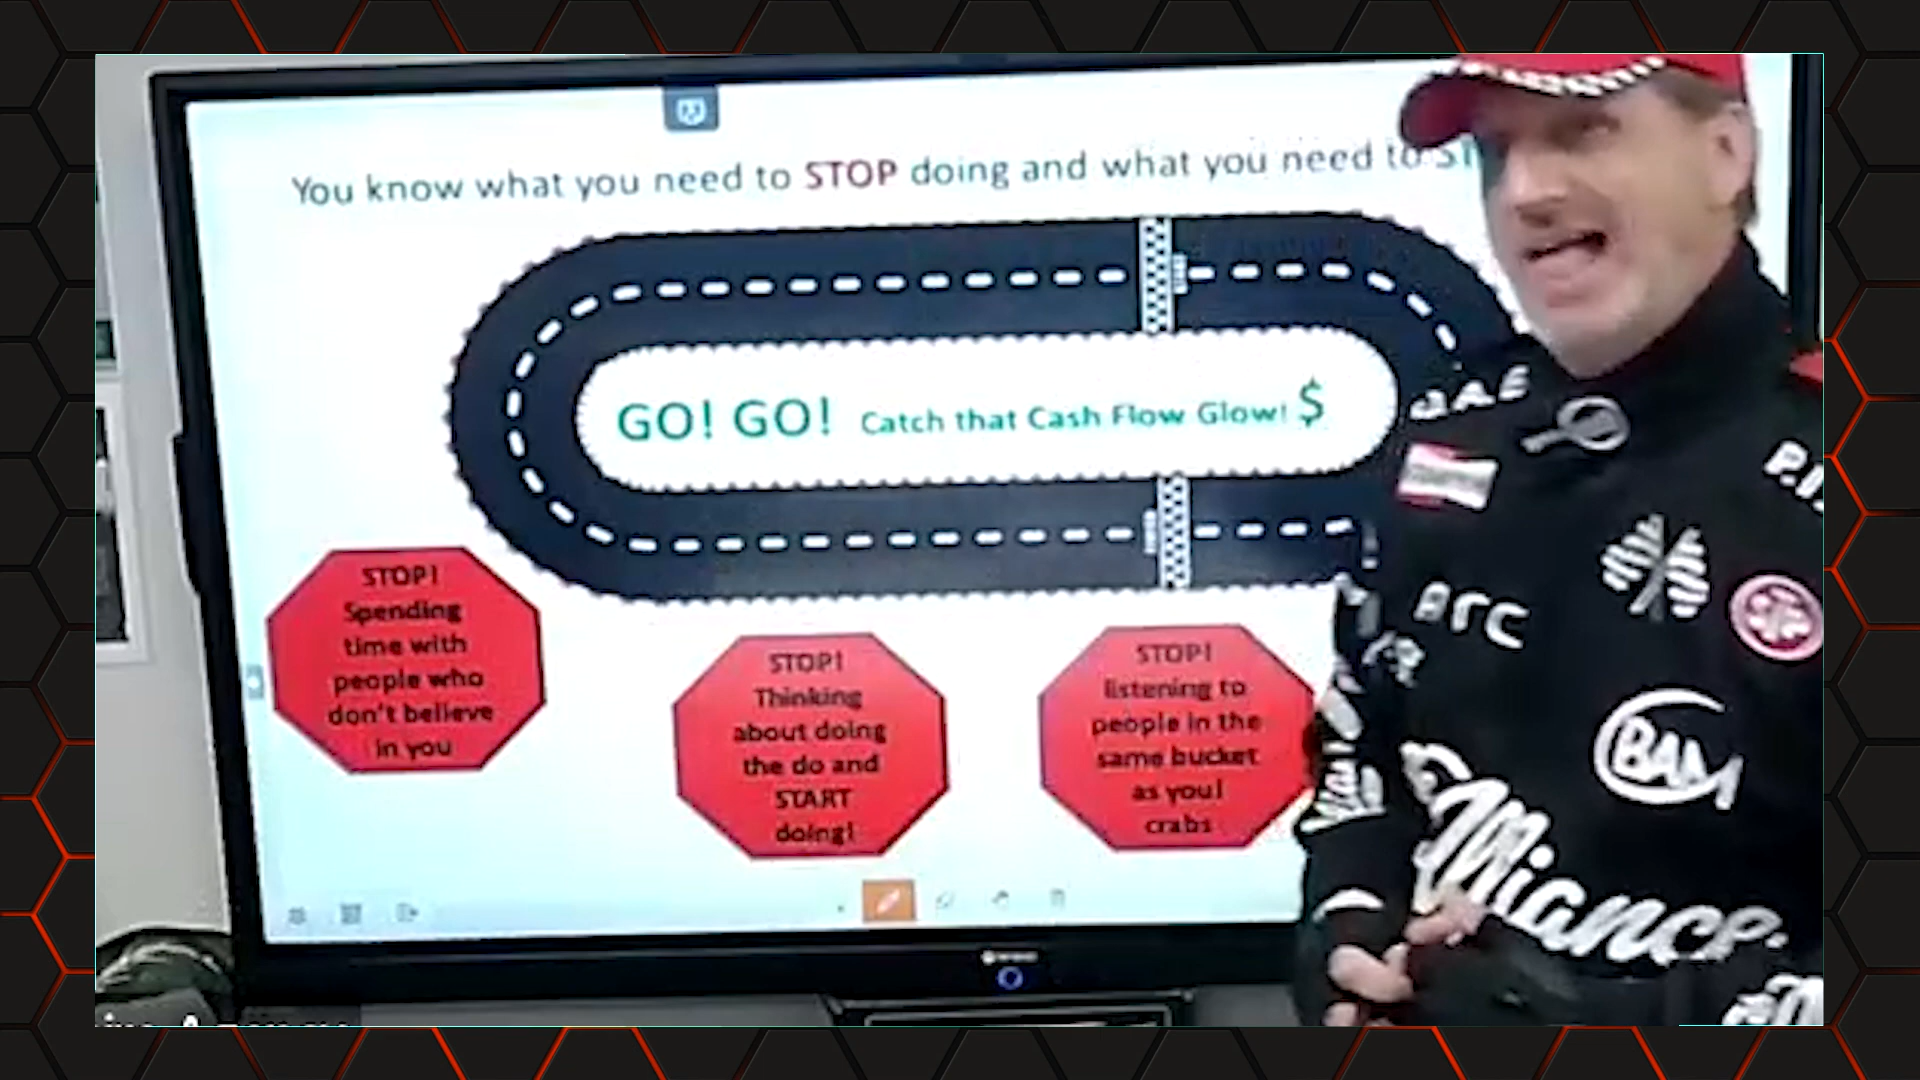 You know what you need to STOP doing and what you need to
GO! GO! Catch that Cash Flow Glow! $
STOP!
Spending
time with
people who
don't believe
in you
STOP!
Thinking
about doing
the do and
START
doing!
STOP!
listening to
people in the
same bucket
as you!
crabs
BAM